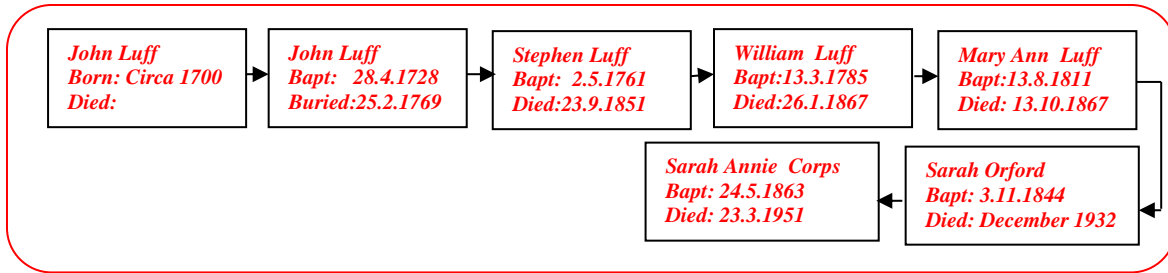 John Luff
Born: Circa 1700
Died:
John Luff
Bapt: 28.4.1728
Buried:25.2.1769
Stephen Luff
Bapt: 2.5.1761
Died:23.9.1851
William Luff
Bapt:13.3.1785
Died:26.1.1867
Mary Ann Luff
Bapt:13.8.1811
Died: 13.10.1867
Sarah Orford
Bapt: 3.11.1844
Died: December 1932
Sarah Annie Corps
Bapt: 24.5.1863
Died: 23.3.1951